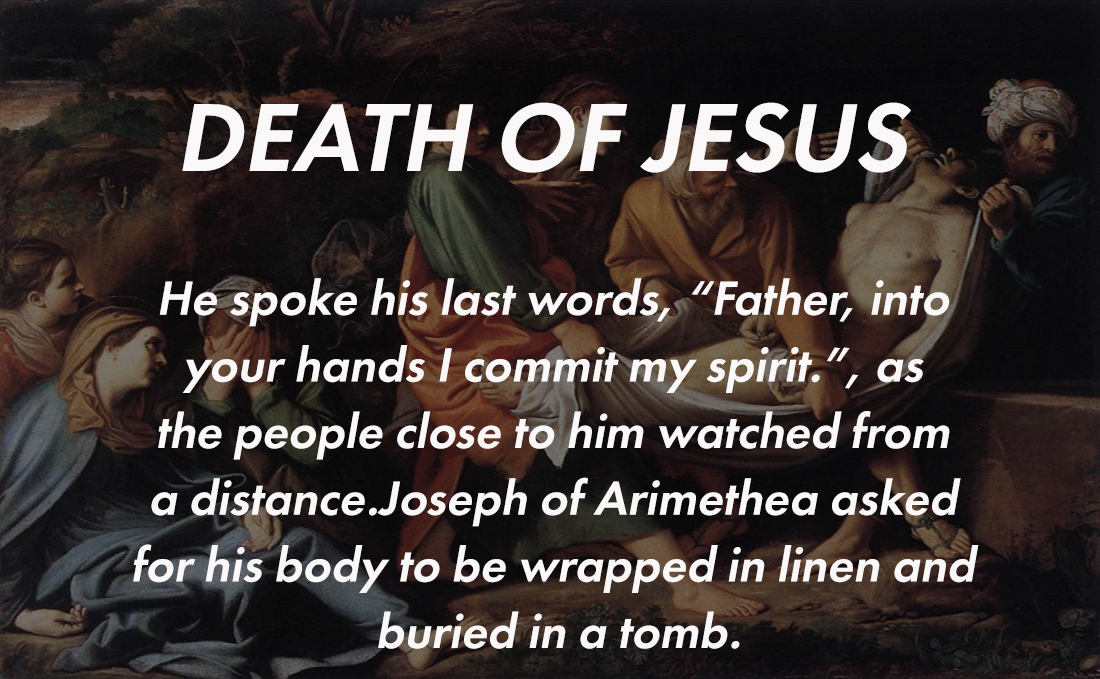 DEATH OF JESUS
He spoke his last words, “Father, into
your hands I commit my spirit.”, as
the people close to him watched from
a distance.Joseph of Arimethea asked
for his body to be wrapped in linen and
buried in a tomb.